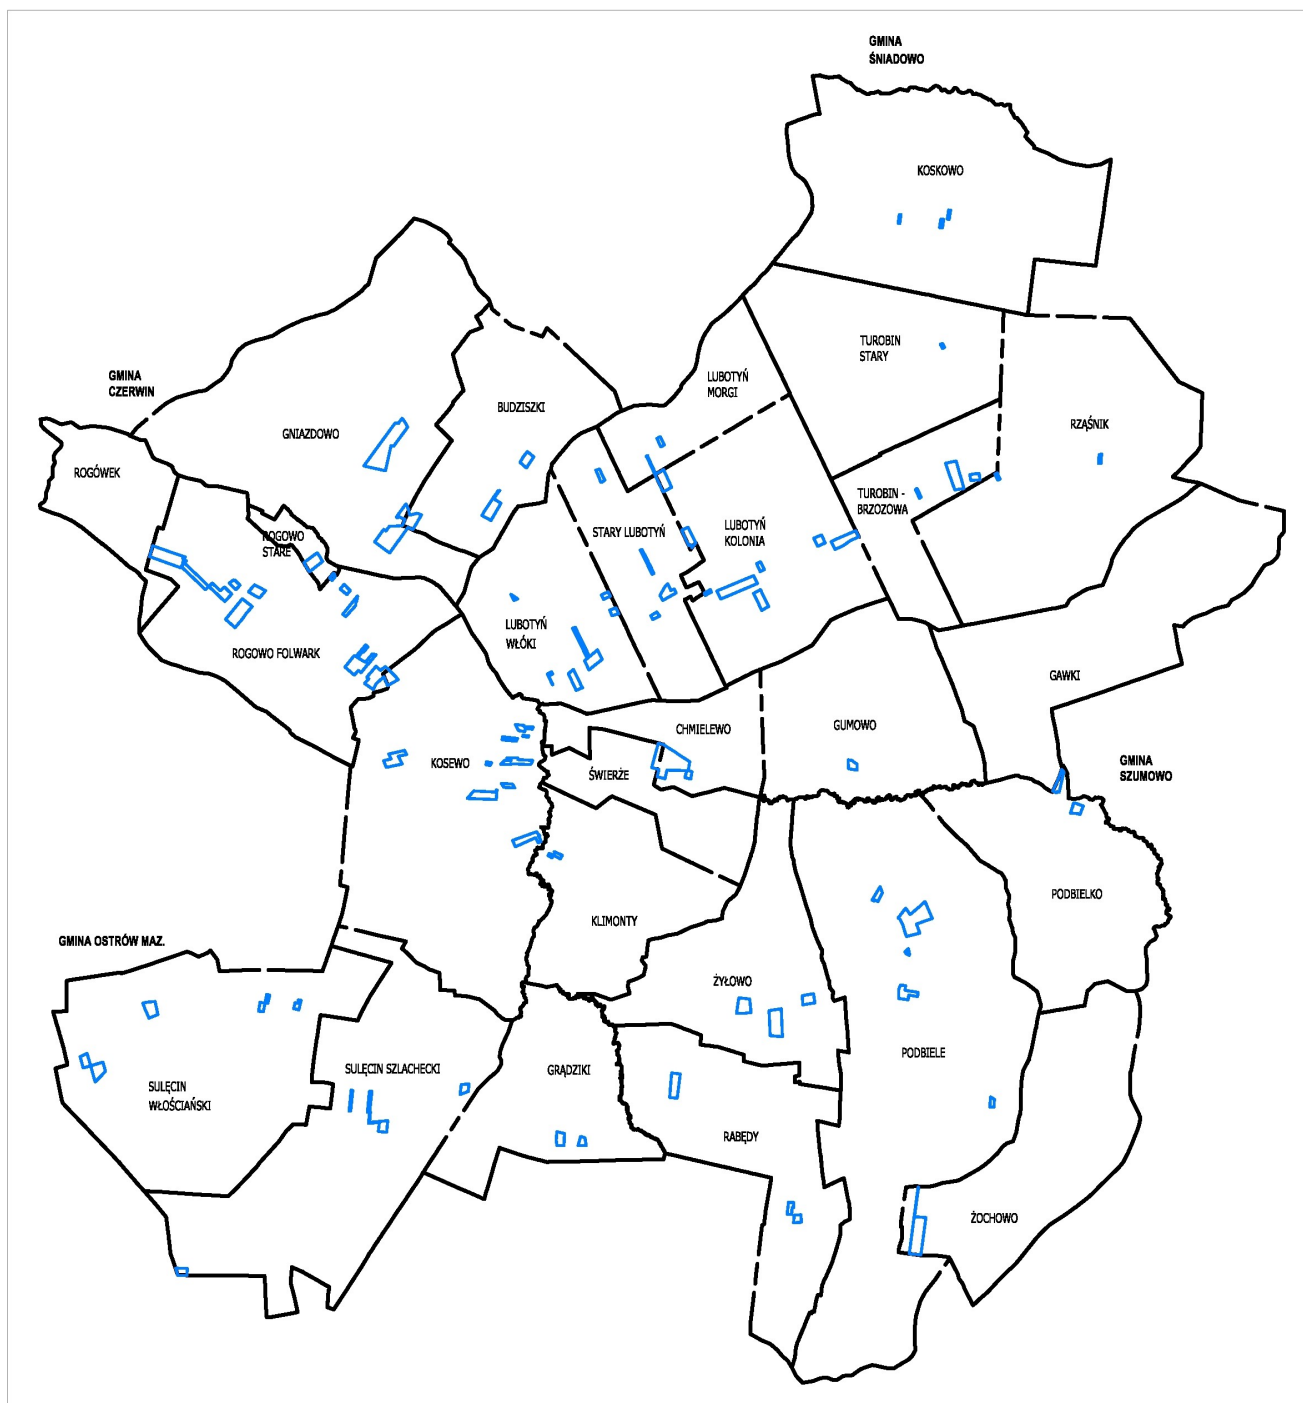 GMINA
ŚNIADOWO
KOSKOWO
TUROBIN
STARY
GMINA
CZERWIN
LUBOTYŃ
MORGI
BUDZISZKI
RZĄŚNIK
GNIAZDOWO
ROGÓWEK
TUROBIN -
BRZOZOWA
ROGOWO
STARE
STARY LUBOTYŃ
LUBOTYŃ
KOLONIA
LUBOTYŃ
WŁÓKI
ROGOWO FOLWARK
GAWKI
CHMIELEWO
GUMOWO
KOSEWO
ŚWIERŻE
GMINA
SZUMOWO
PODBIELKO
KLIMONTY
GMINA OSTRÓW MAZ.
ŻYŁOWO
PODBIELE
SULĘCIN SZLACHECKI
GRĄDZIKI
SULĘCIN
WŁOŚCIAŃSKI
RABĘDY
ŻOCHOWO